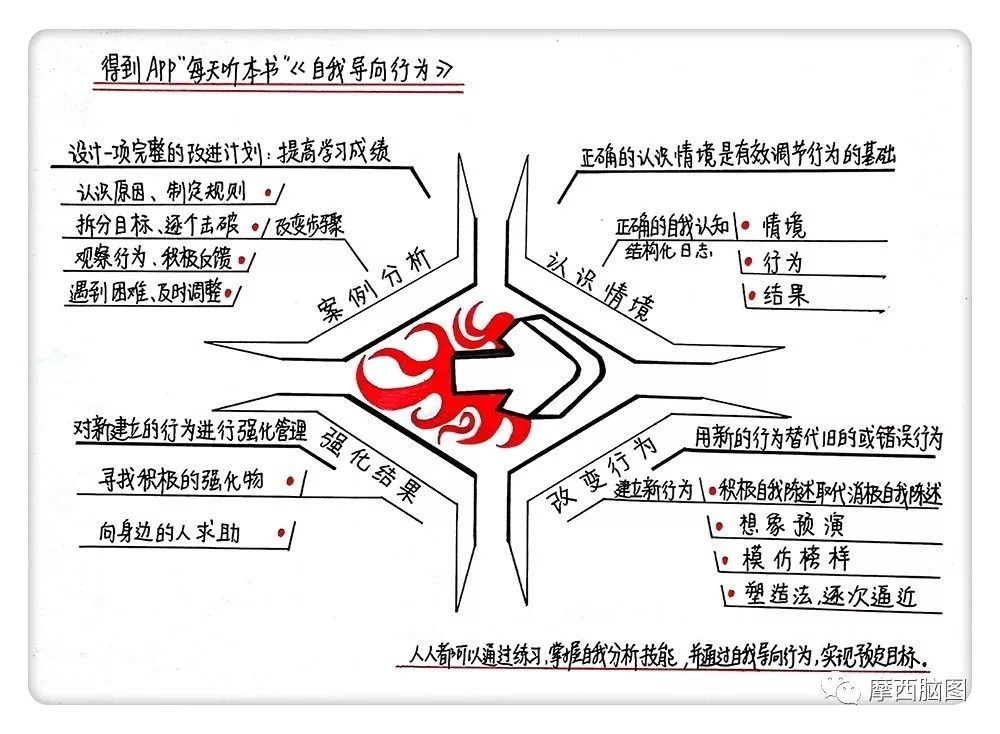 得到App"每天听本书"《自我导向行为》
设计一项完整的改进计划：提高学习成绩
认识原因、制定规则
拆分目标、逐个击破
改变步骤
观察行为、积极反馈
遇到困难、及时调整
案例分析
正确的认识情境是有效调节行为的基础
正确的自我认知
结构化日志
情境
行为
结果
认识情境
对新建立的行为进行强化管理
寻找积极的强化物
向身边的人求助
强化结果
用新的行为替代旧的或错误行为
建立新行为
积极自我陈述取代消极自我陈述
想象预演
模仿榜样
塑造法，逐次逼近
改变行为
人人都可以通过练习，掌握自我分析技能，并通过自我导向行为，实现预定目标。
摩西脑图